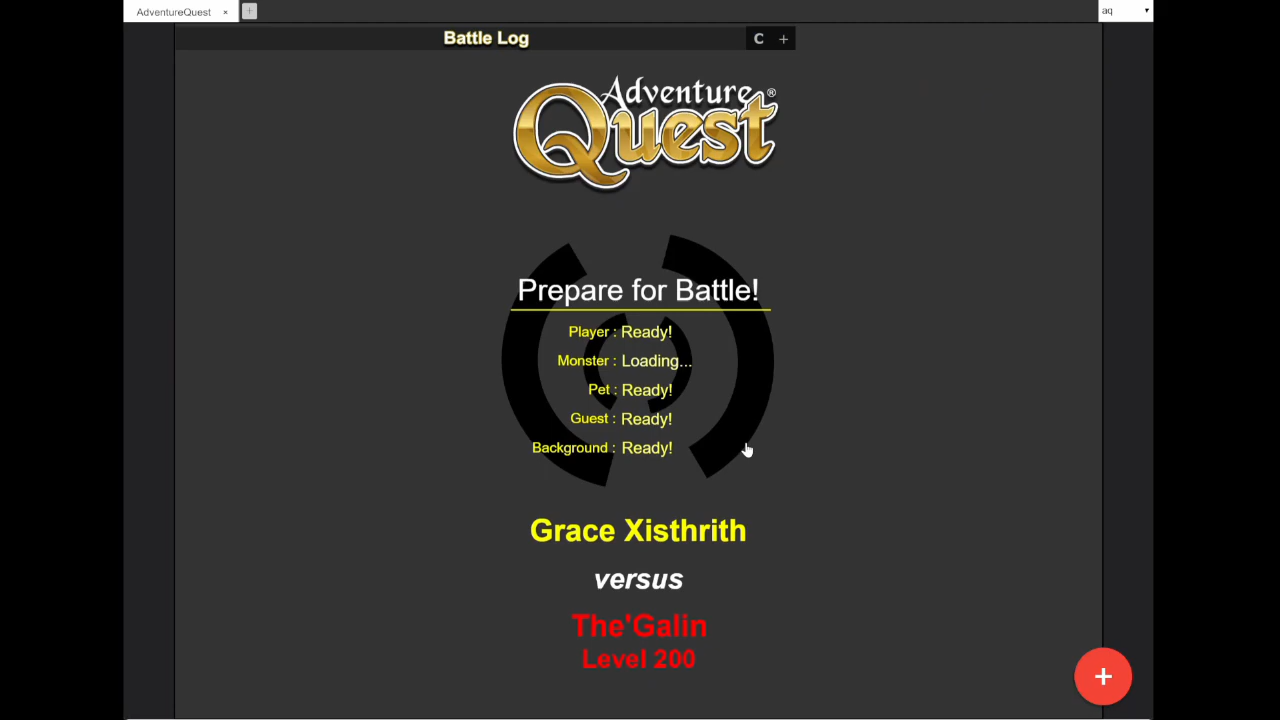 AdventureQuest × +
aq ▼
Battle Log
C +
Adventure ®
Quest
Prepare for Battle!
Player : Ready!
Monster : Loading...
Pet : Ready!
Guest : Ready!
Background : Ready!
Grace Xisthrith
versus
The'Galin
Level 200
+